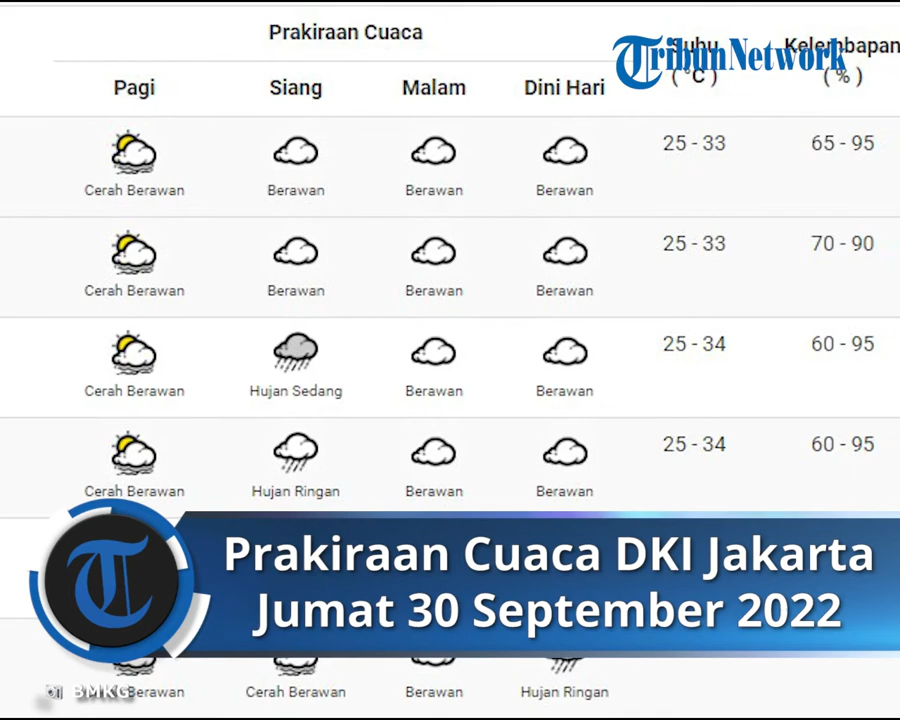 Prakiraan Cuaca
TribunNetwork
Suhu
Kelembapan
Pagi
Siang
Malam
Dini Hari
(°C)
(%)
25 - 33
65 - 95
Cerah Berawan
Berawan
Berawan
Berawan
25 - 33
70 - 90
Cerah Berawan
Berawan
Berawan
Berawan
25 - 34
60 - 95
Cerah Berawan
Hujan Sedang
Berawan
Berawan
25 - 34
60 - 95
Cerah Berawan
Hujan Ringan
Berawan
Berawan
Prakiraan Cuaca DKI Jakarta
Jumat 30 September 2022
T
BMKG
Berawan
Cerah Berawan
Berawan
Hujan Ringan